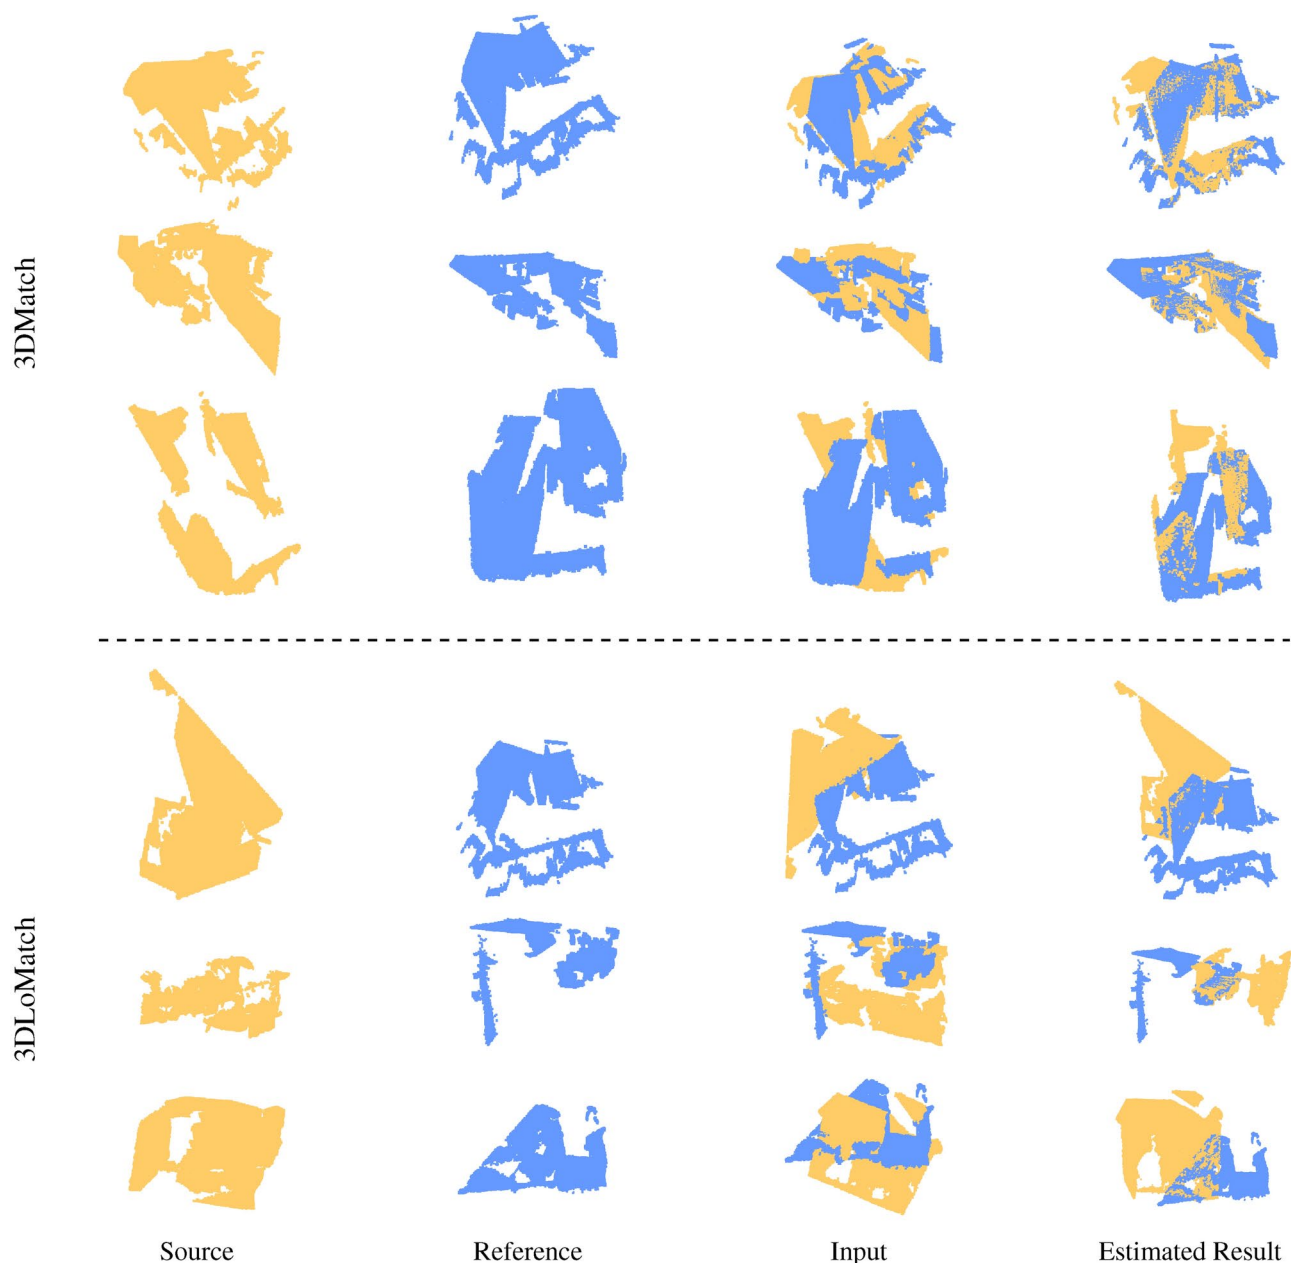 3DMatch
3DLoMatch
Source
Reference
Input
Estimated Result